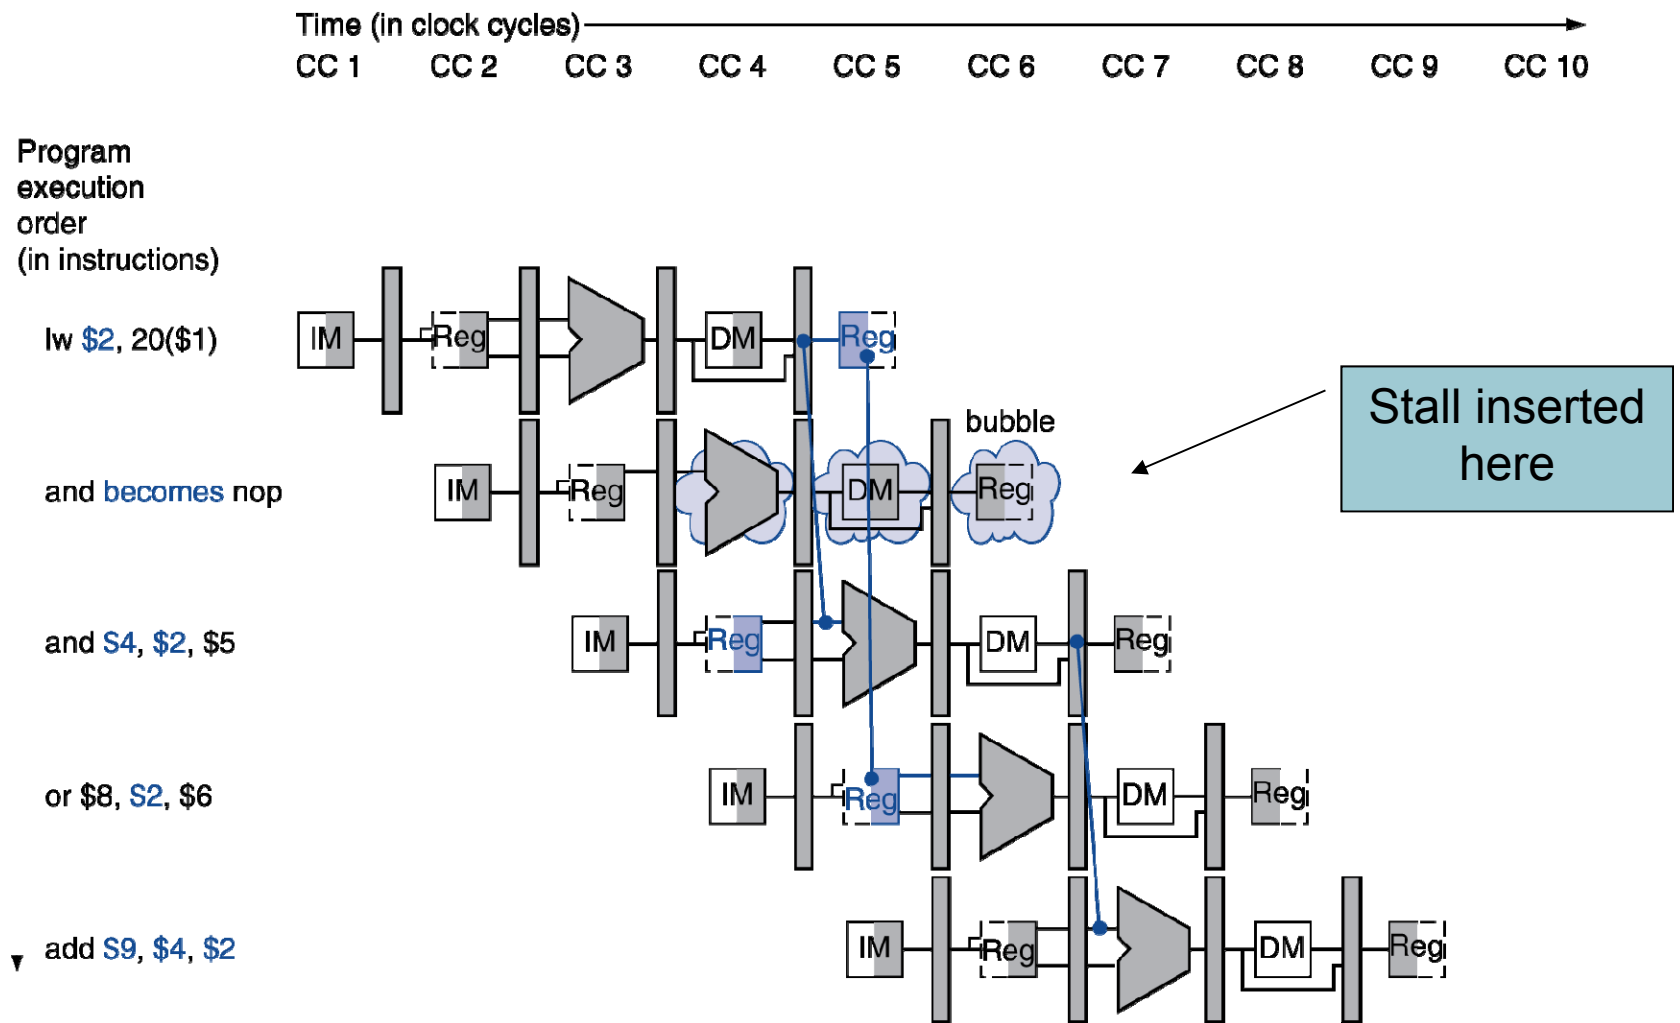 Time (in clock cycles)
CC 1 CC 2 CC 3 CC 4 CC 5 CC 6 CC 7 CC 8 CC 9 CC 10
Program
execution
order
(in instructions)
lw $2, 20($1)
IM Reg DM Reg
Stall inserted
here
bubble
and becomes nop
IM Reg DM Reg
and S4, $2, $5
IM Reg DM Reg
or $8, S2, $6
IM Reg DM Reg
add S9, $4, $2
IM Reg DM Reg